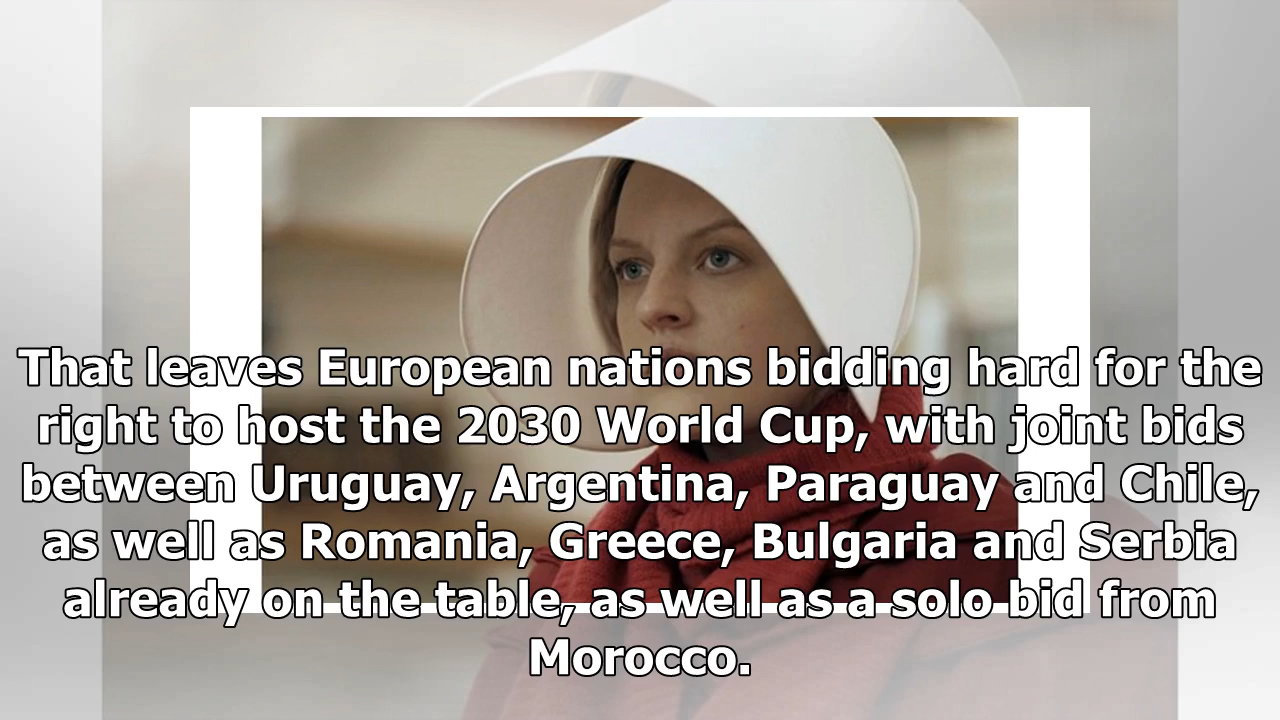 That leaves European nations bidding hard for the
right to host the 2030 World Cup, with joint bids
between Uruguay, Argentina, Paraguay and Chile,
as well as Romania, Greece, Bulgaria and Serbia
already on the table, as well as a solo bid from
Morocco.